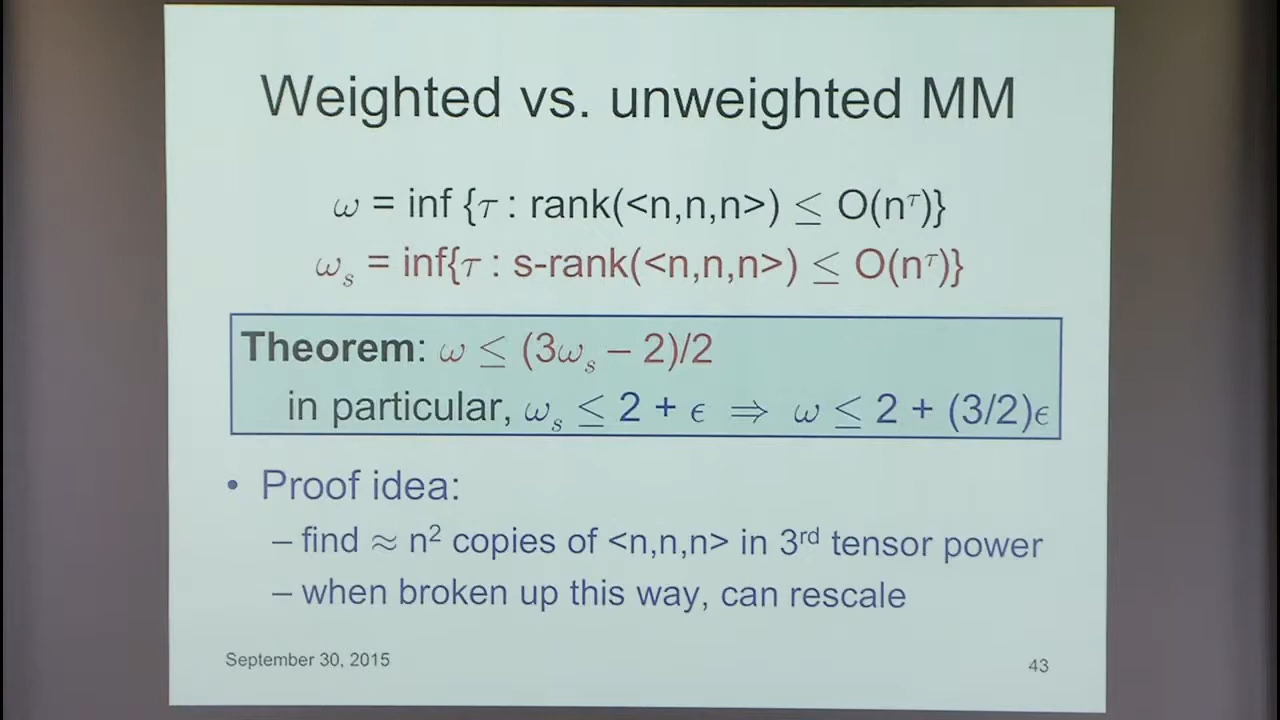 Weighted vs. unweighted MM
ω = inf {τ : rank(<n,n,n>) ≤ O(n^τ)}
ω_s = inf{τ : s-rank(<n,n,n>) ≤ O(n^τ)}
Theorem: ω ≤ (3ω_s – 2)/2
in particular, ω_s ≤ 2 + ϵ ⇒ ω ≤ 2 + (3/2)ϵ
• Proof idea:
– find ≈ n² copies of <n,n,n> in 3rd tensor power
– when broken up this way, can rescale
September 30, 2015
43